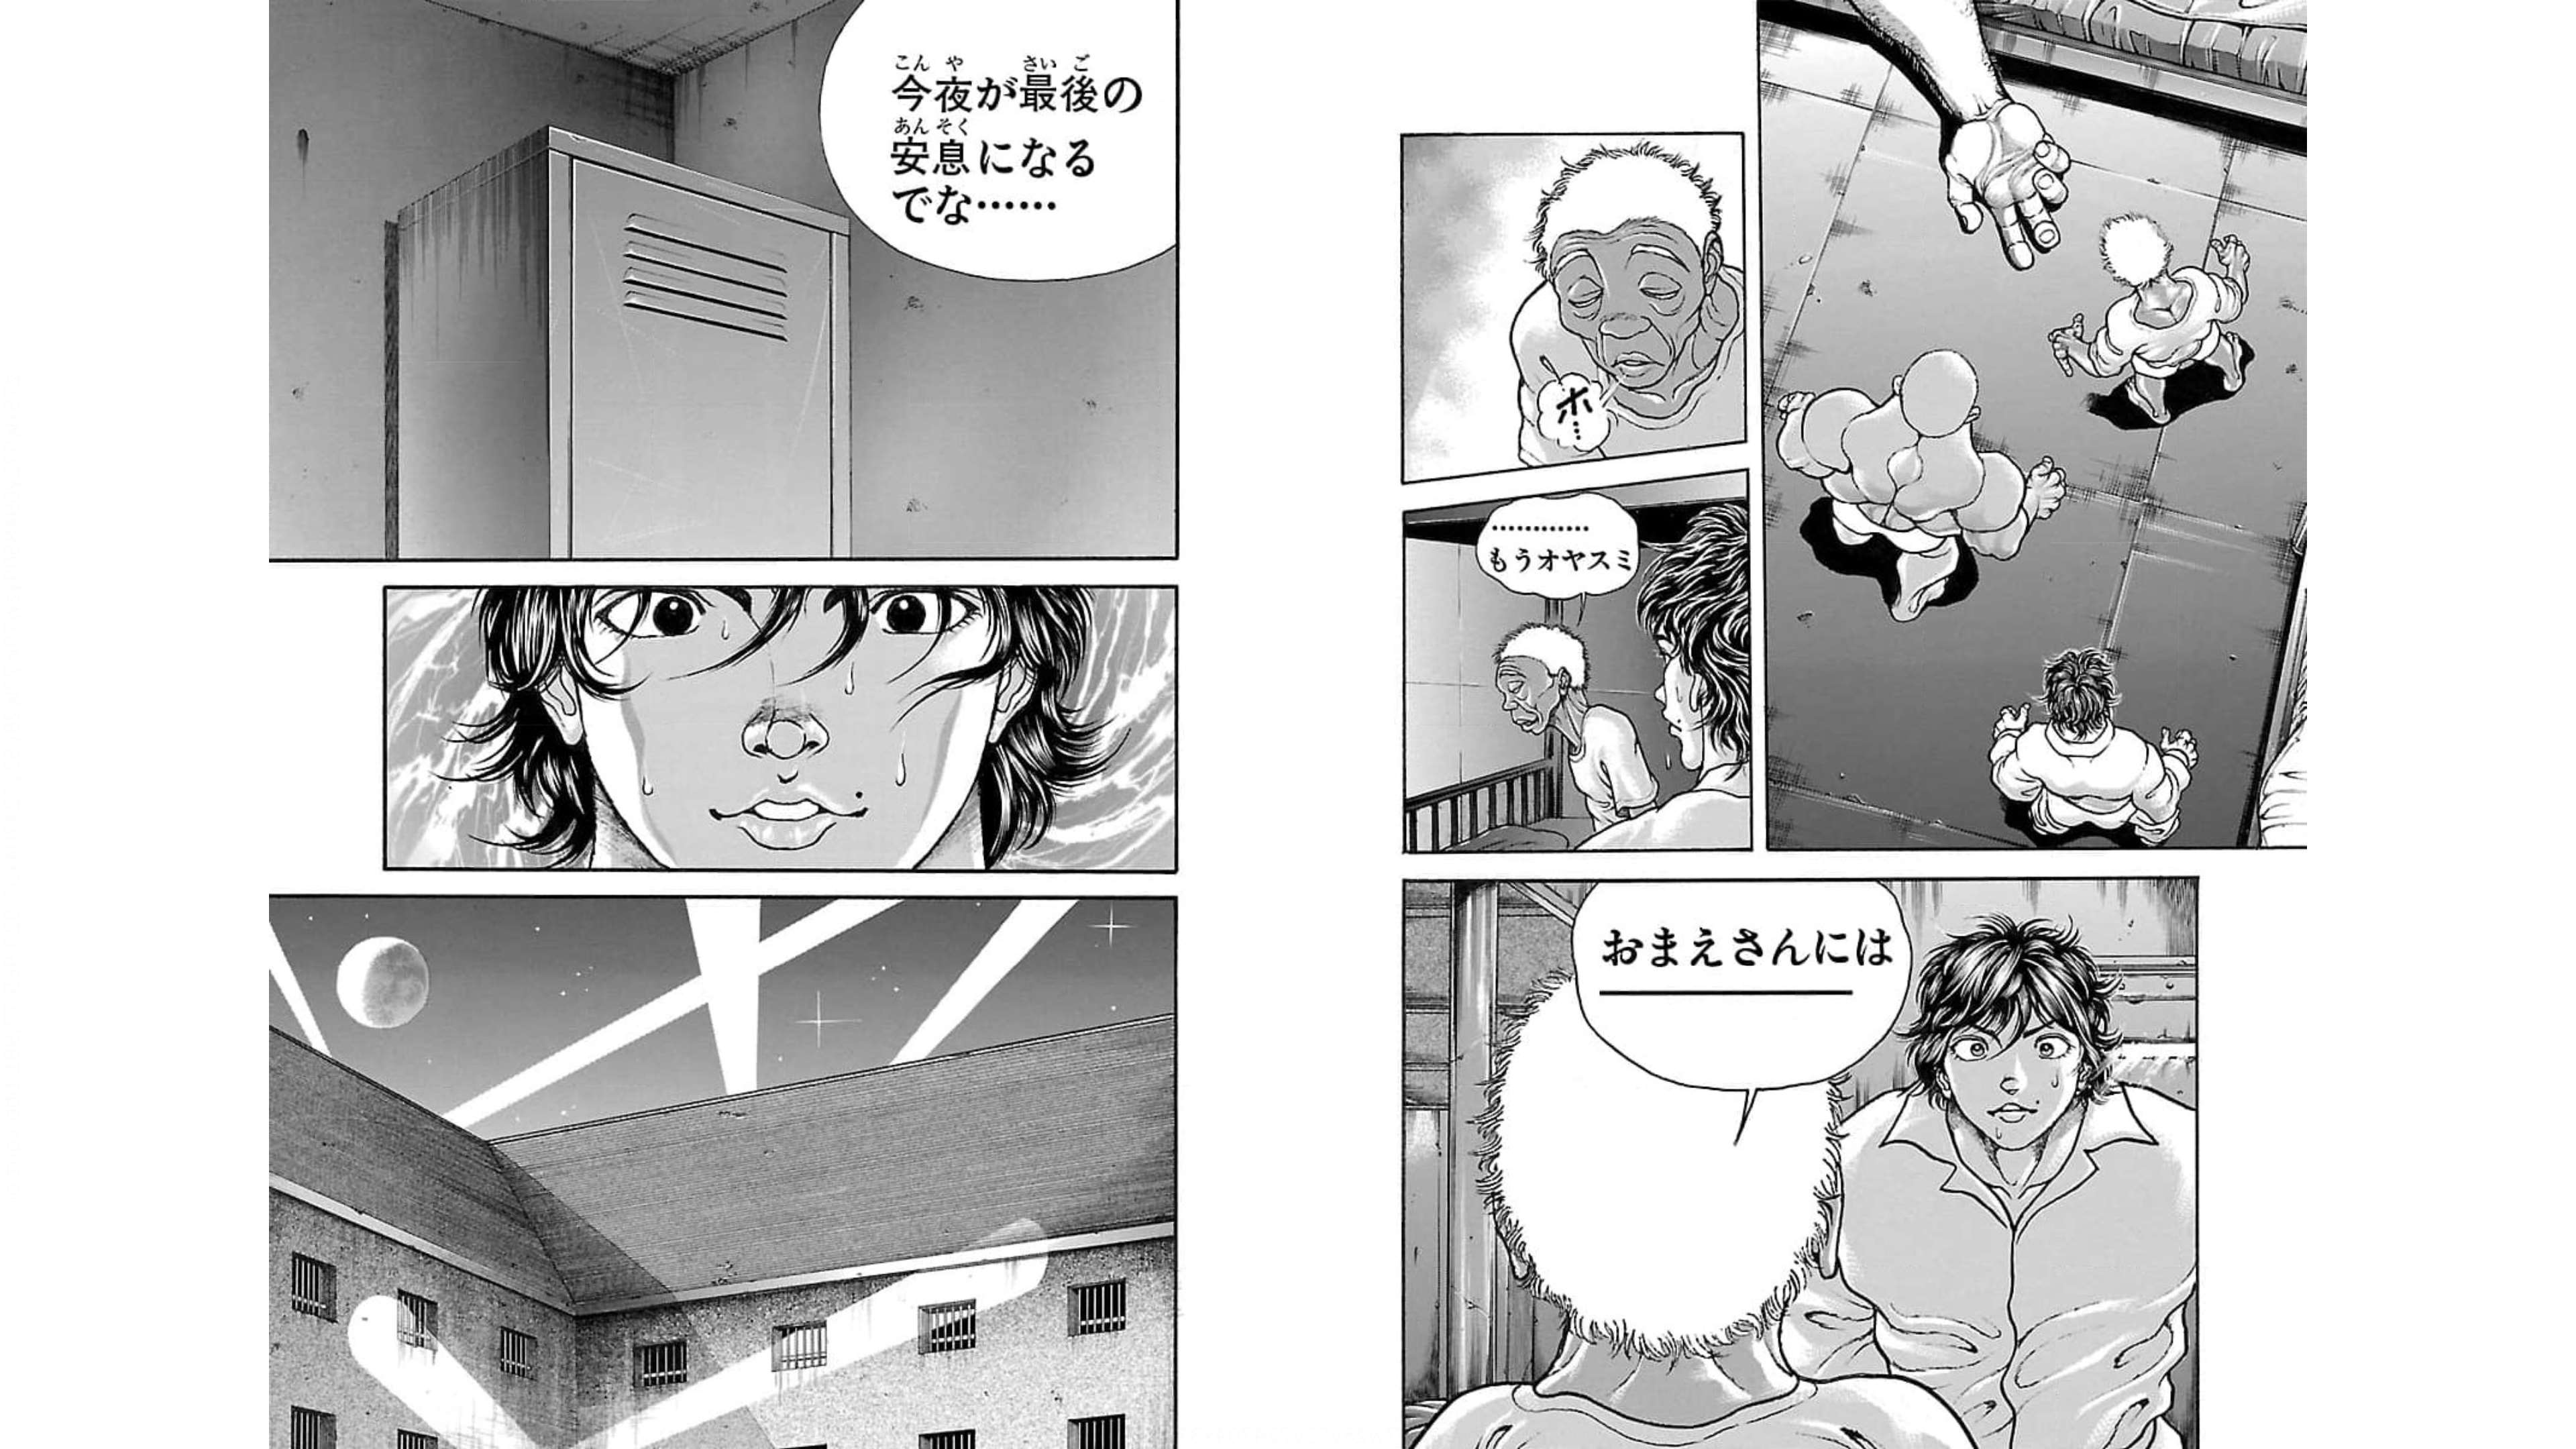 ホ…
…………
もうオヤスミ
おまえさんには
————
今夜が最後の
安息になる
でな……